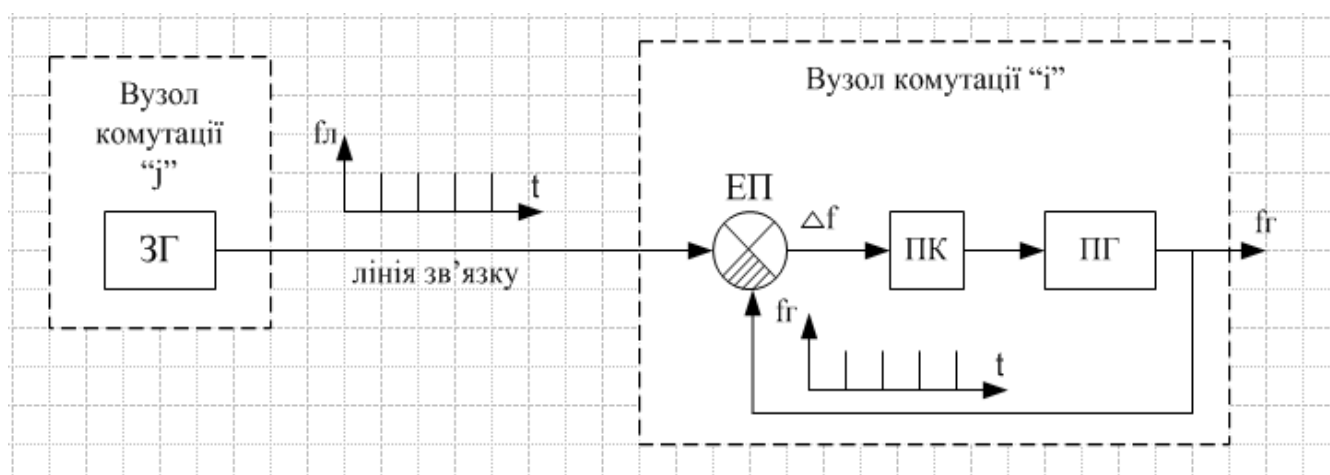 Вузол
комутації
“j”
ЗГ
fл
t
лінія зв’язку
Вузол комутації “і”
ЕП
△f
ПК
ПГ
fг
fг
t